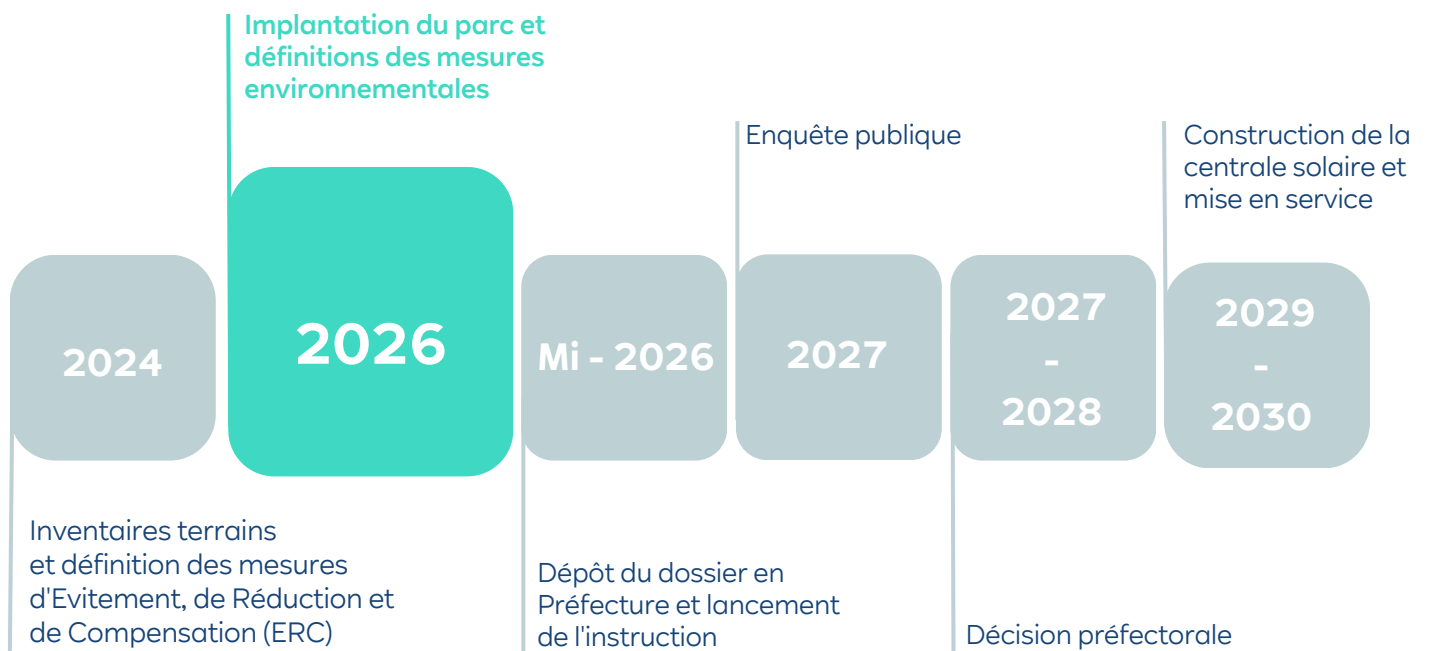 Implantation du parc et
définitions des mesures
environnementales
Enquête publique
Construction de la
centrale solaire et
mise en service
2024
2026
Mi - 2026
2027
2027
-
2028
2029
-
2030
Inventaires terrains
et définition des mesures
d'Evitement, de Réduction et
de Compensation (ERC)
Dépôt du dossier en
Préfecture et lancement
de l'instruction
Décision préfectorale